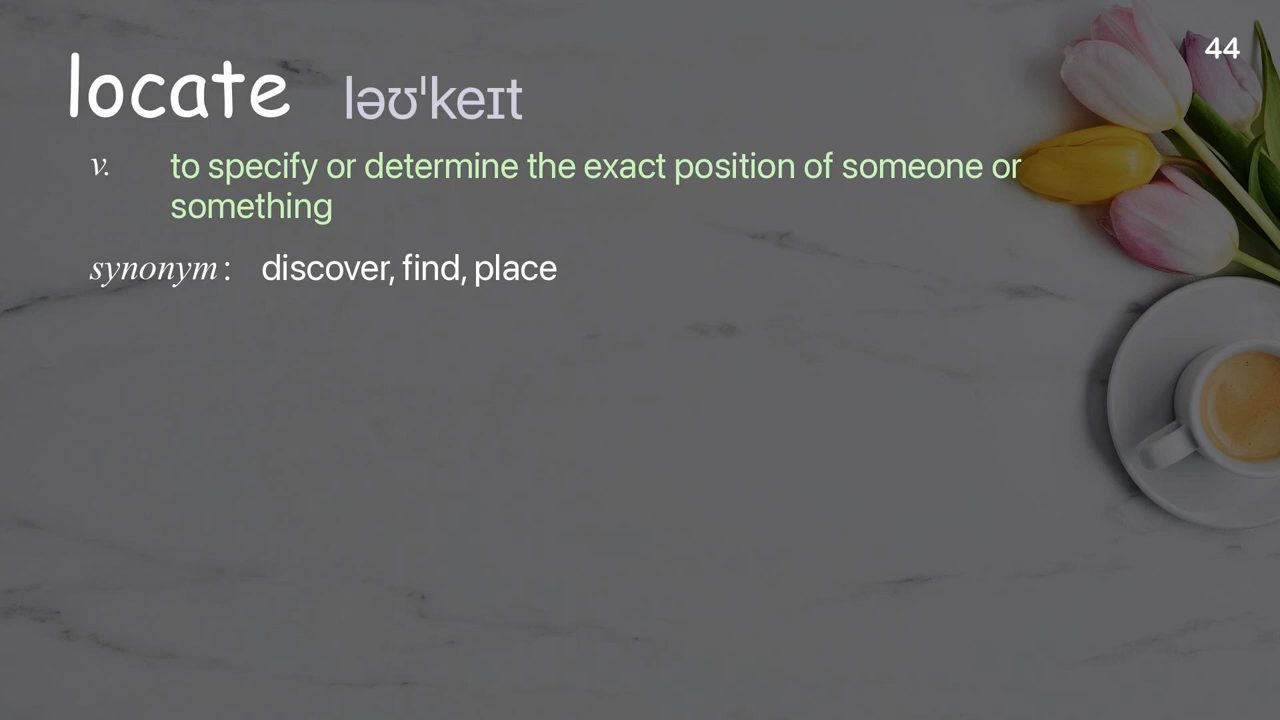 44
locate ləʊˈkeɪt
v. to specify or determine the exact position of someone or
something
synonym : discover, find, place